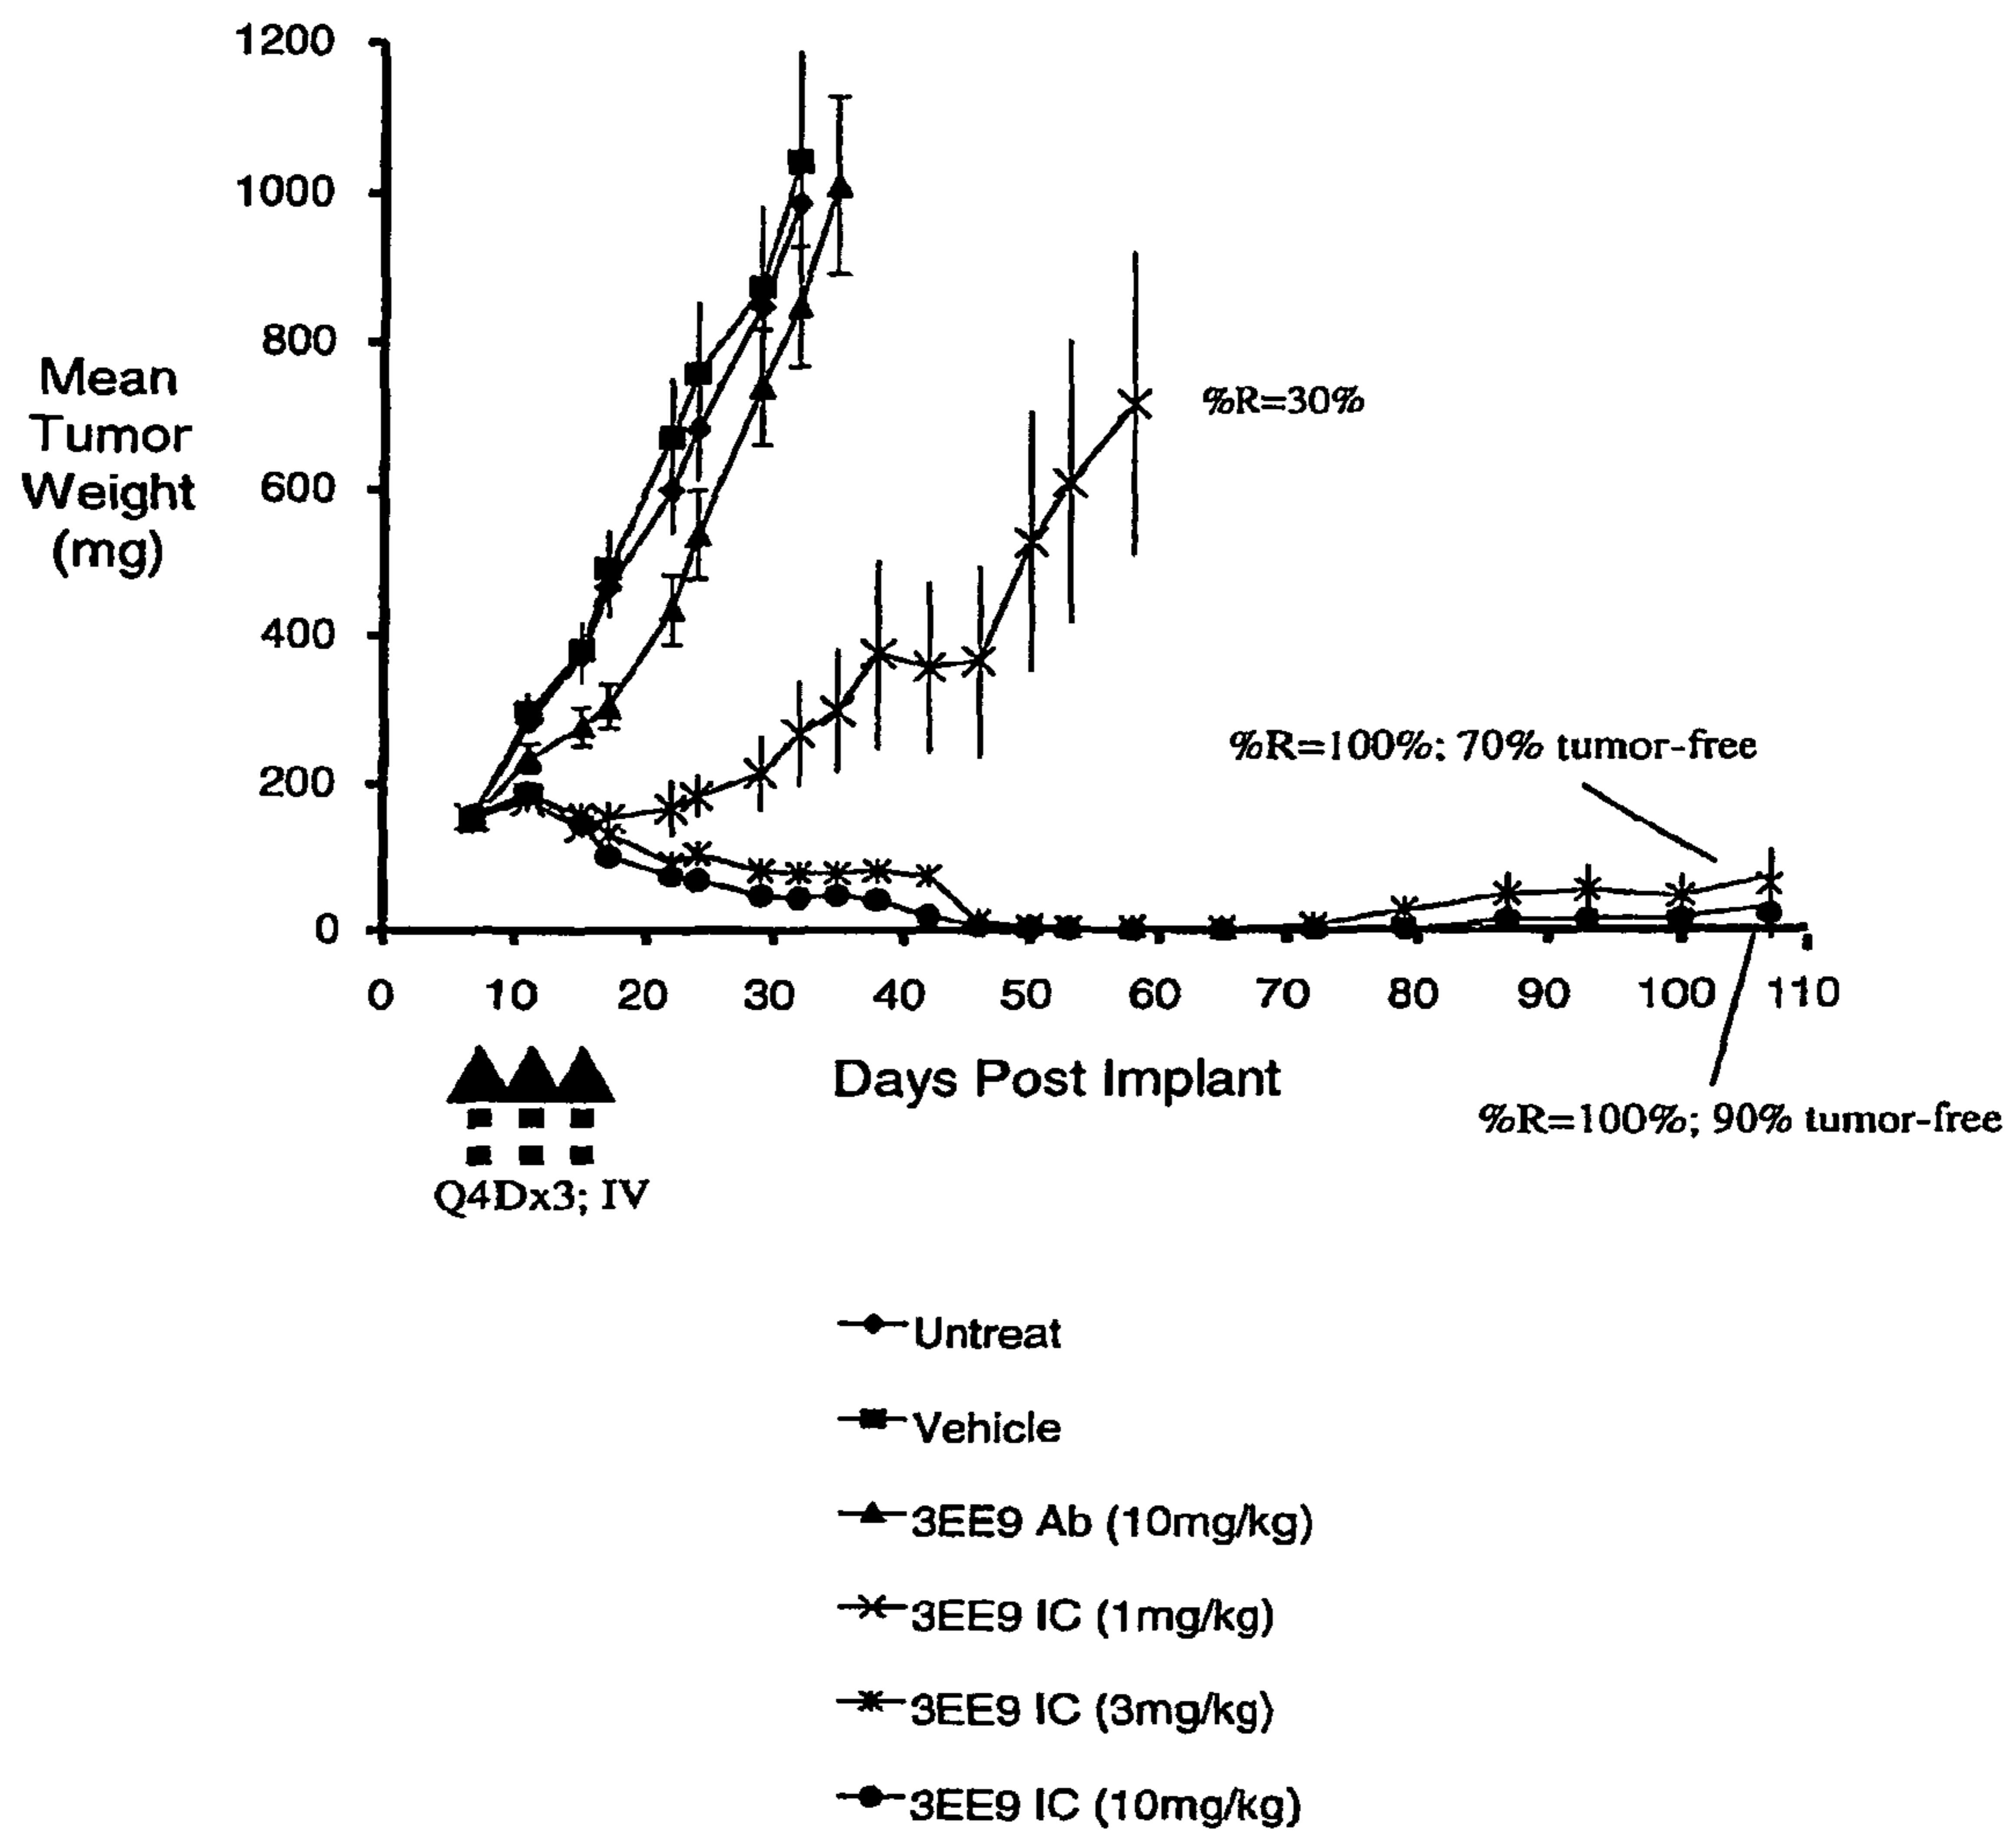 1200
1000
800
600
400
200
0
Mean
Tumor
Weight
(mg)
%R=30%
%R=100%; 70% tumor-free
0 10 20 30 40 50 60 70 80 90 100 110
Days Post Implant
%R=100%; 90% tumor-free
Q4Dx3; IV
Untreat
Vehicle
3EE9 Ab (10mg/kg)
3EE9 IC (1mg/kg)
3EE9 IC (3mg/kg)
3EE9 IC (10mg/kg)